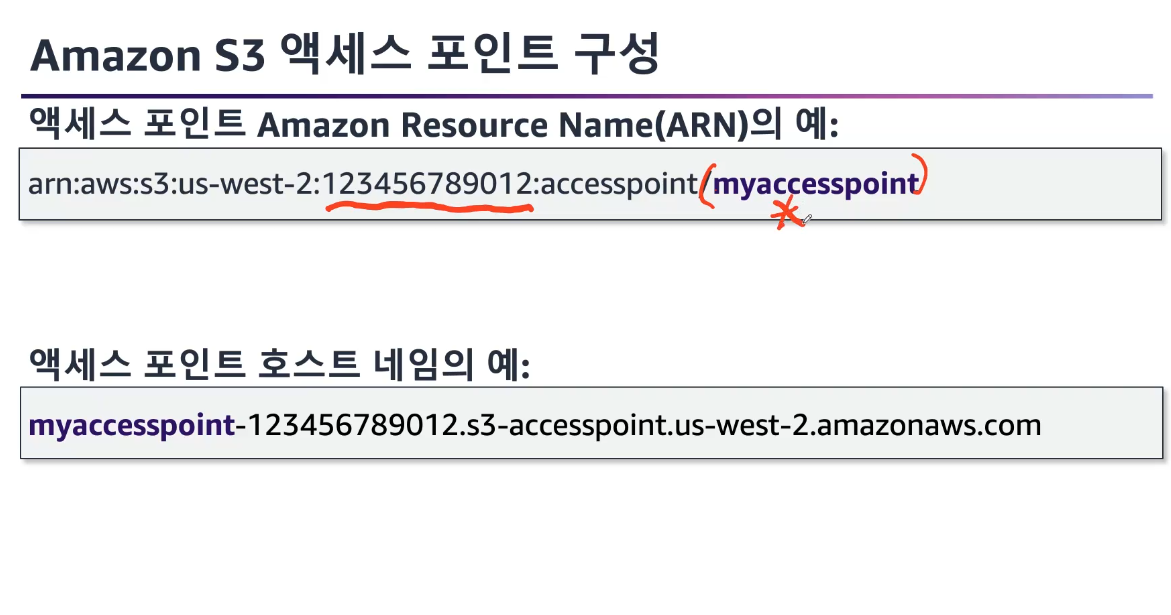 Amazon S3 액세스 포인트 구성
액세스 포인트 Amazon Resource Name(ARN)의 예:
arn:aws:s3:us-west-2:123456789012:accesspoint/myaccesspoint
액세스 포인트 호스트 네임의 예:
myaccesspoint-123456789012.s3-accesspoint.us-west-2.amazonaws.com